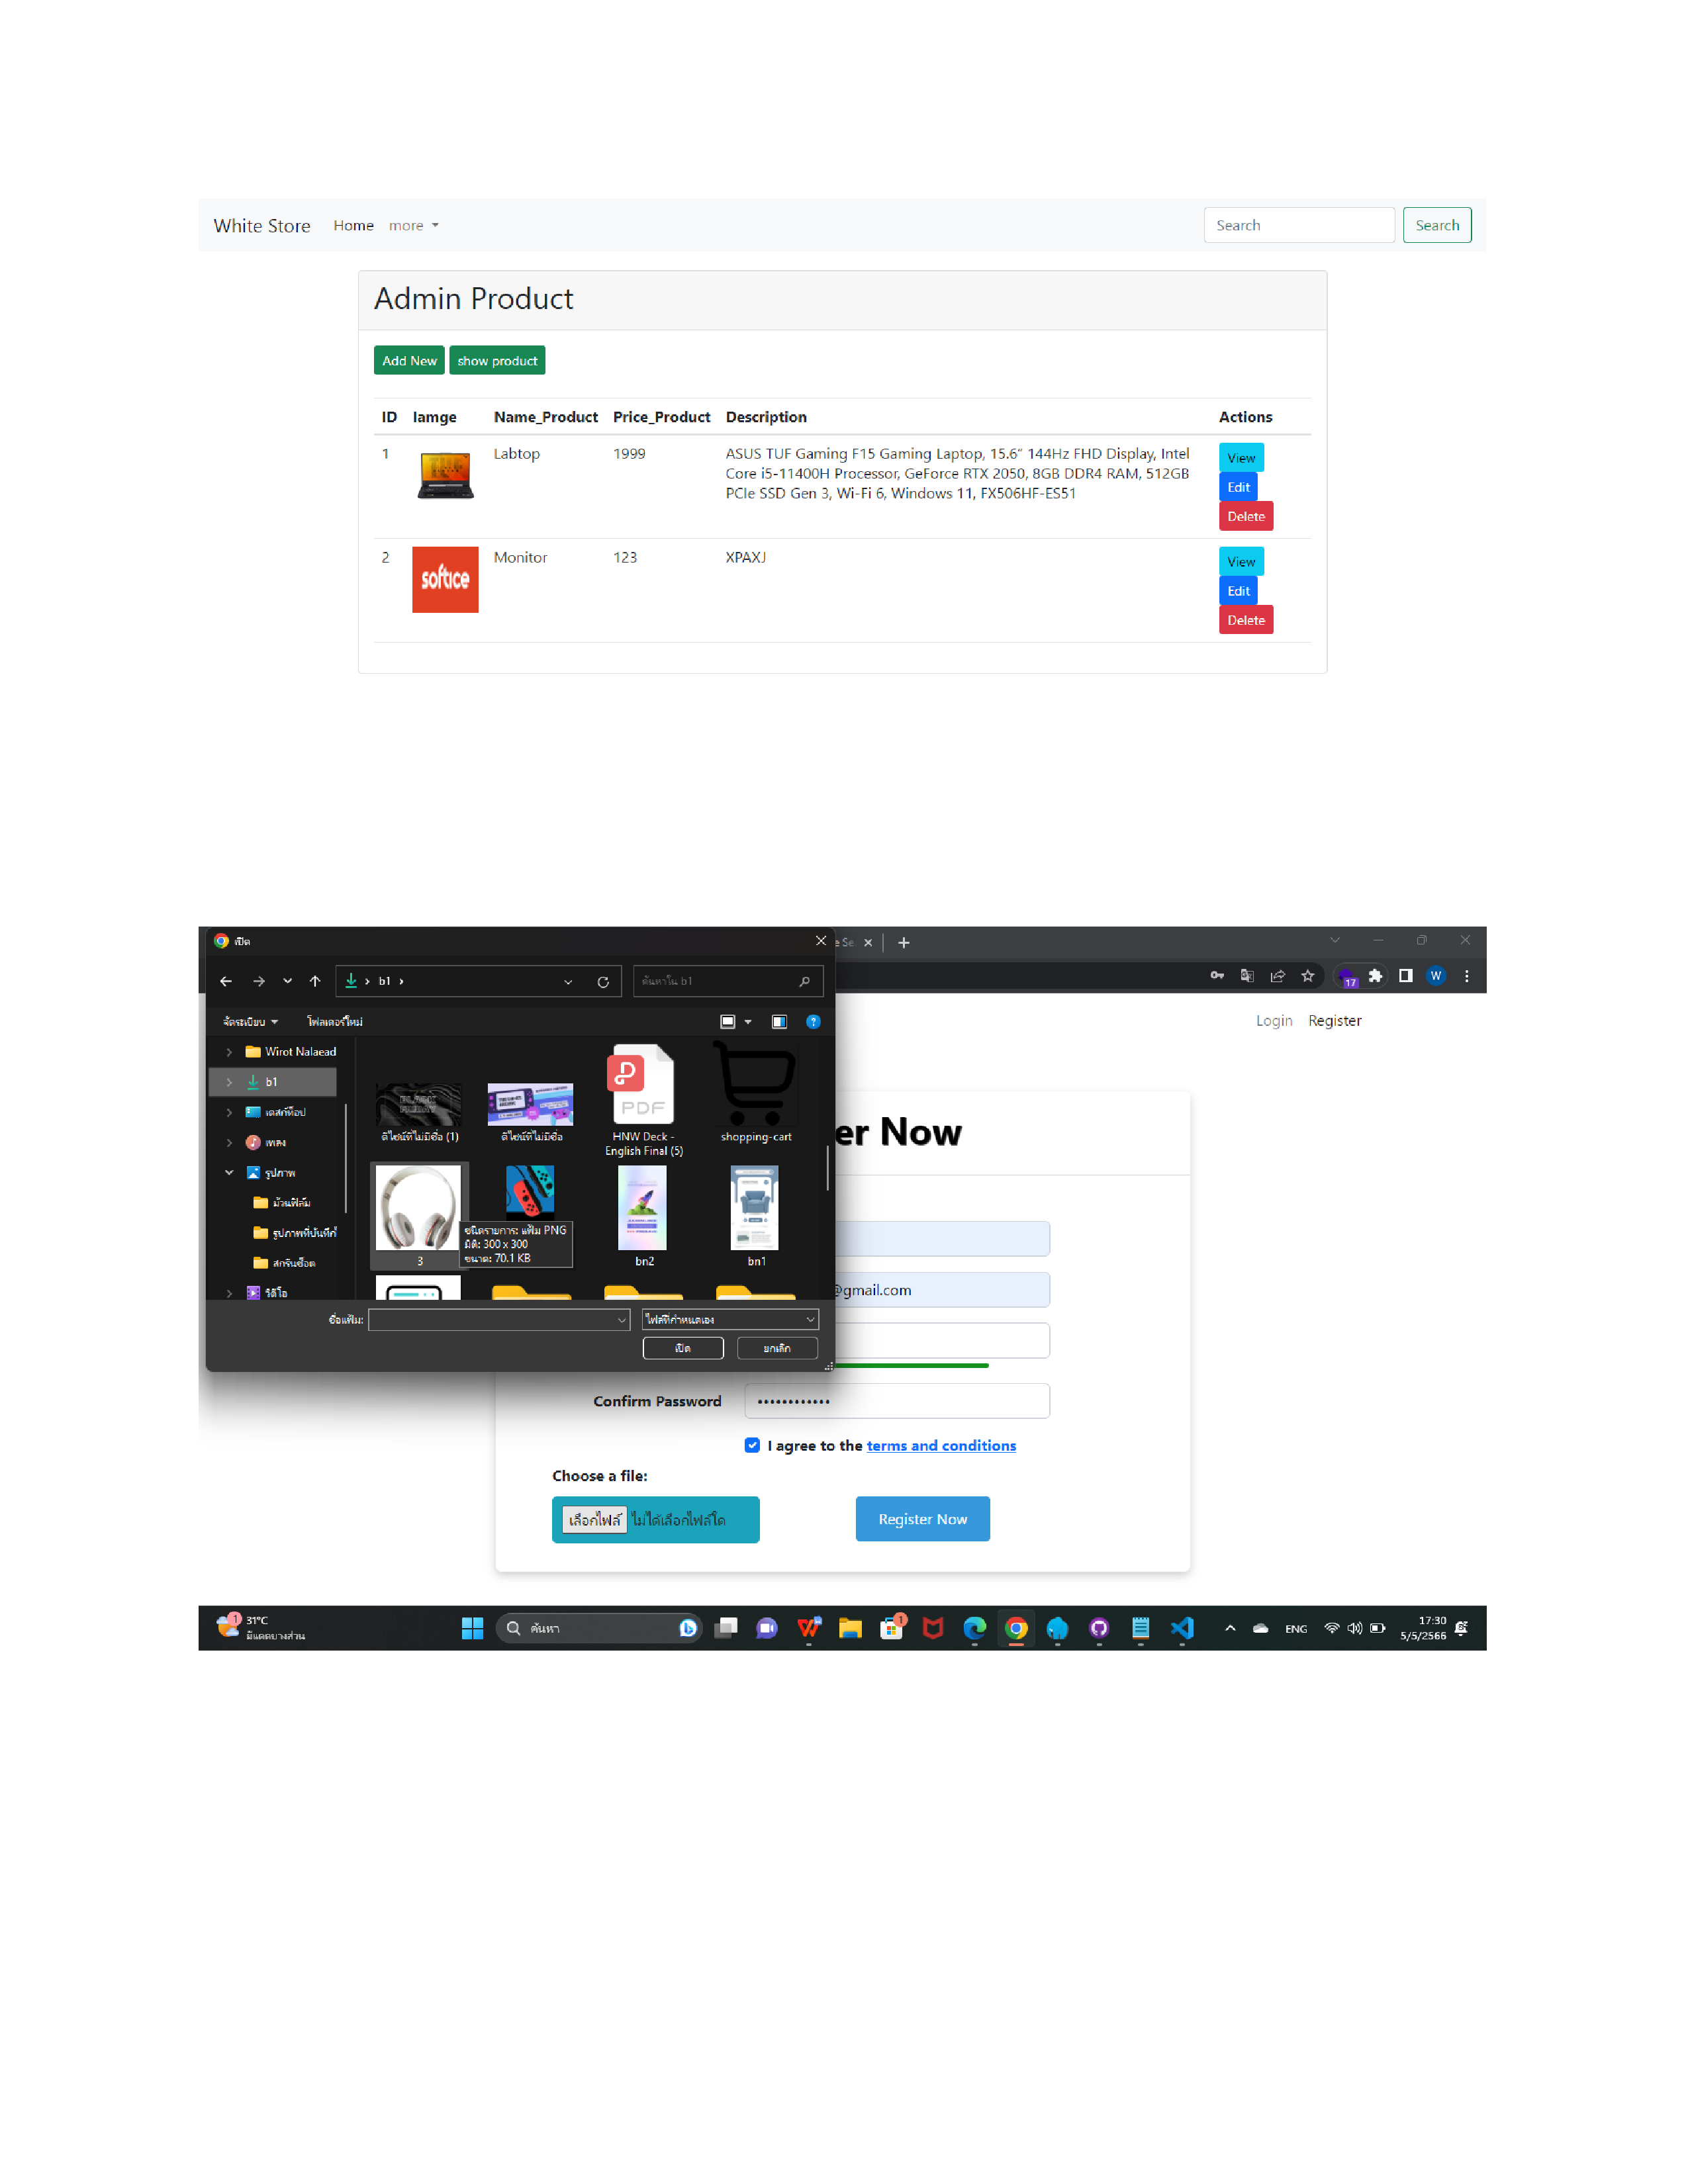 White Store Home more Search Search
Admin Product
Add New show product
ID Iamge Name_Product Price_Product Description Actions
1 Labtop 1999 ASUS TUF Gaming F15 Gaming Laptop, 15.6” 144Hz FHD Display, Intel View
Core i5-11400H Processor, GeForce RTX 2050, 8GB DDR4 RAM, 512GB Edit
PCIe SSD Gen 3, Wi-Fi 6, Windows 11, FX506HF-ES51
Delete
2 softice Monitor 123 XPAXJ View
Edit
Delete
เปิด
b1 ค้นหาใน b1 17 W
จัดระเบียบ โฟลเดอร์ใหม่
Login Register
Wirot Nalaead
b1
เดสก์ท็อป
เพลง
รูปภาพ
ม้วนฟิล์ม
รูปภาพที่บันทึกไ
สกรีนช็อต
วิดีโอ
PDF
ดีไซน์ที่ไม่มีชื่อ (1) ดีไซน์ที่ไม่มีชื่อ HNW Deck - shopping-cart
English Final (5)
ชนิดรายการ: แฟ้ม PNG
มิติ: 300 x 300
ขนาด: 70.1 KB
3 bn2 bn1
ชื่อแฟ้ม: ไฟล์ที่กำหนดเอง
เปิด ยกเลิก
er Now
@gmail.com
Confirm Password
I agree to the terms and conditions
Choose a file:
เลือกไฟล์ ไม่ได้เลือกไฟล์ใด Register Now
1 31°C
มีแดดบางส่วน
ค้นหา 1 ENG 17:30
5/5/2566